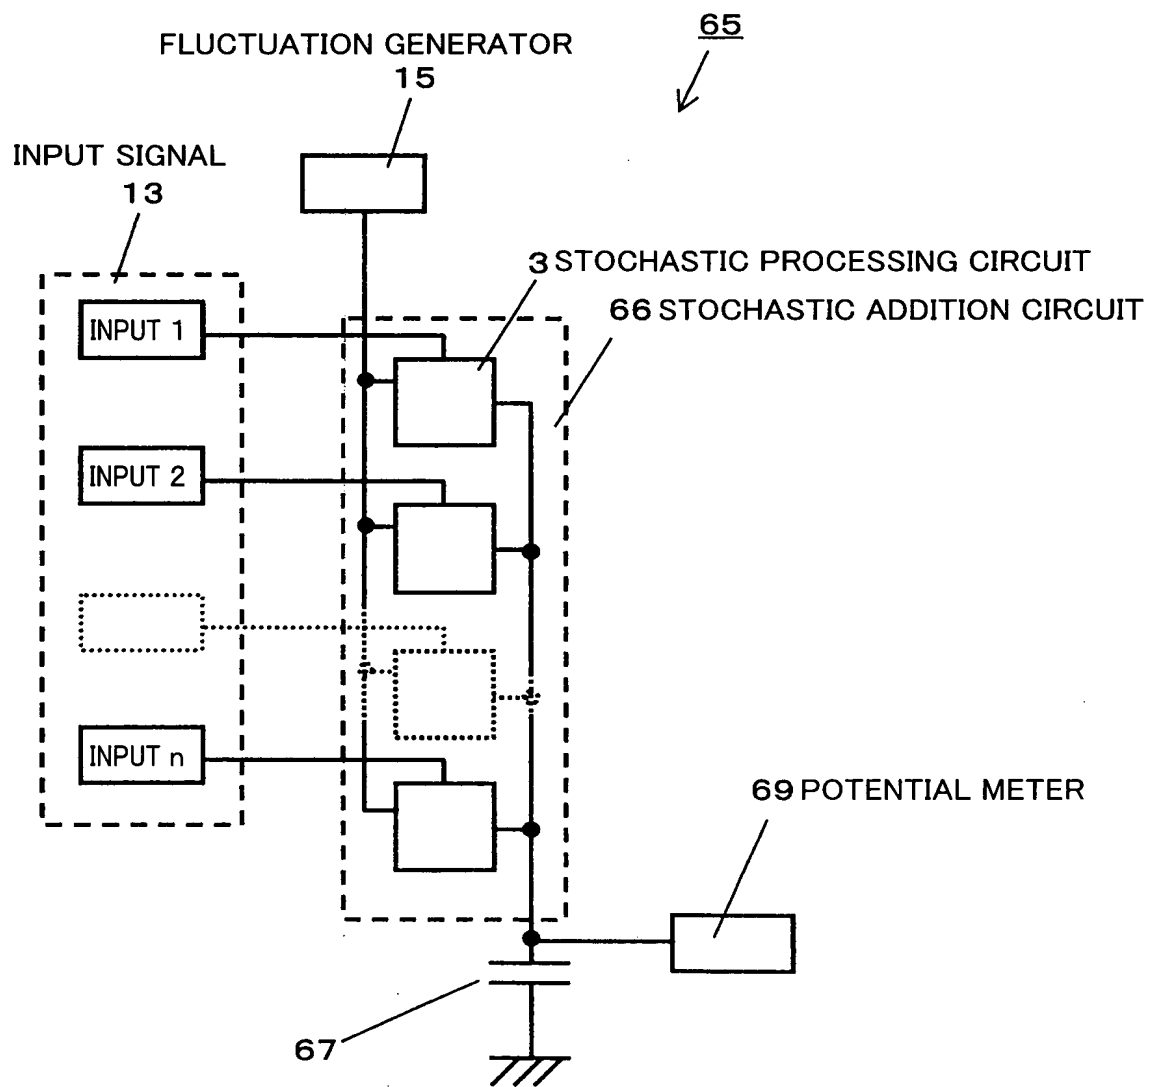 65
FLUCTUATION GENERATOR
15
INPUT SIGNAL
13
3 STOCHASTIC PROCESSING CIRCUIT
66 STOCHASTIC ADDITION CIRCUIT
INPUT 1
INPUT 2
INPUT n
69 POTENTIAL METER
67